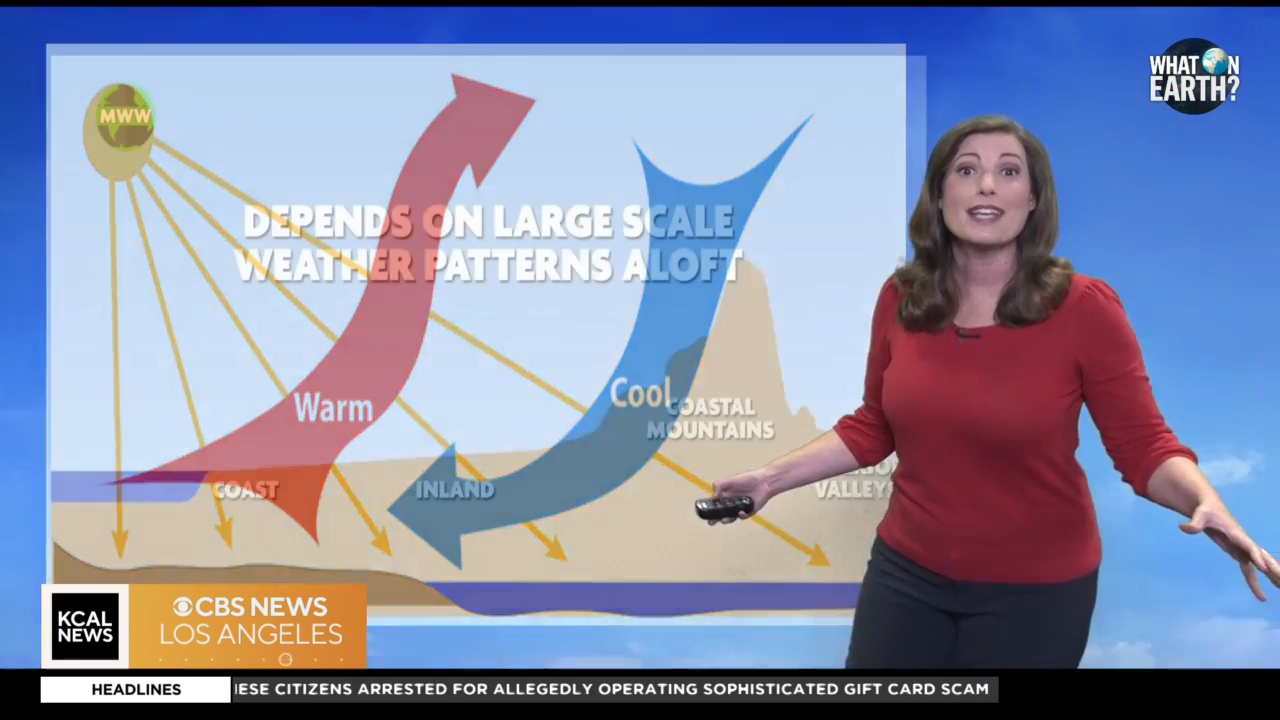 WHAT ON
EARTH?
MWW
DEPENDS ON LARGE SCALE
WEATHER PATTERNS ALOFT
Warm
Cool
COASTAL
MOUNTAINS
COAST
INLAND
VALLEYS
KCAL
NEWS
CBS NEWS
LOS ANGELES
HEADLINES
IESE CITIZENS ARRESTED FOR ALLEGEDLY OPERATING SOPHISTICATED GIFT CARD SCAM